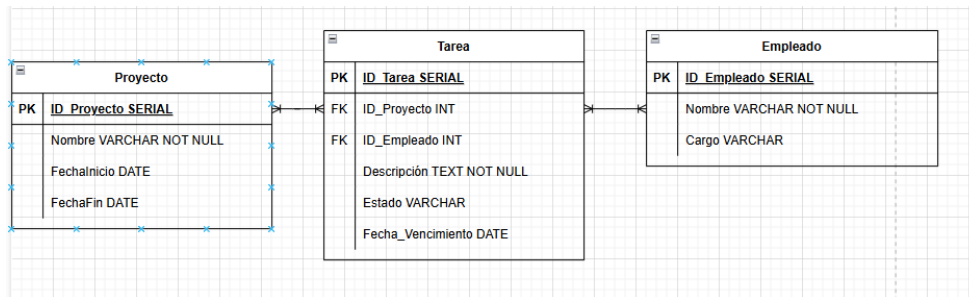 Proyecto
PK ID_Proyecto SERIAL
Nombre VARCHAR NOT NULL
FechaInicio DATE
FechaFin DATE
Tarea
PK ID_Tarea SERIAL
FK ID_Proyecto INT
FK ID_Empleado INT
Descripción TEXT NOT NULL
Estado VARCHAR
Fecha_Vencimiento DATE
Empleado
PK ID_Empleado SERIAL
Nombre VARCHAR NOT NULL
Cargo VARCHAR